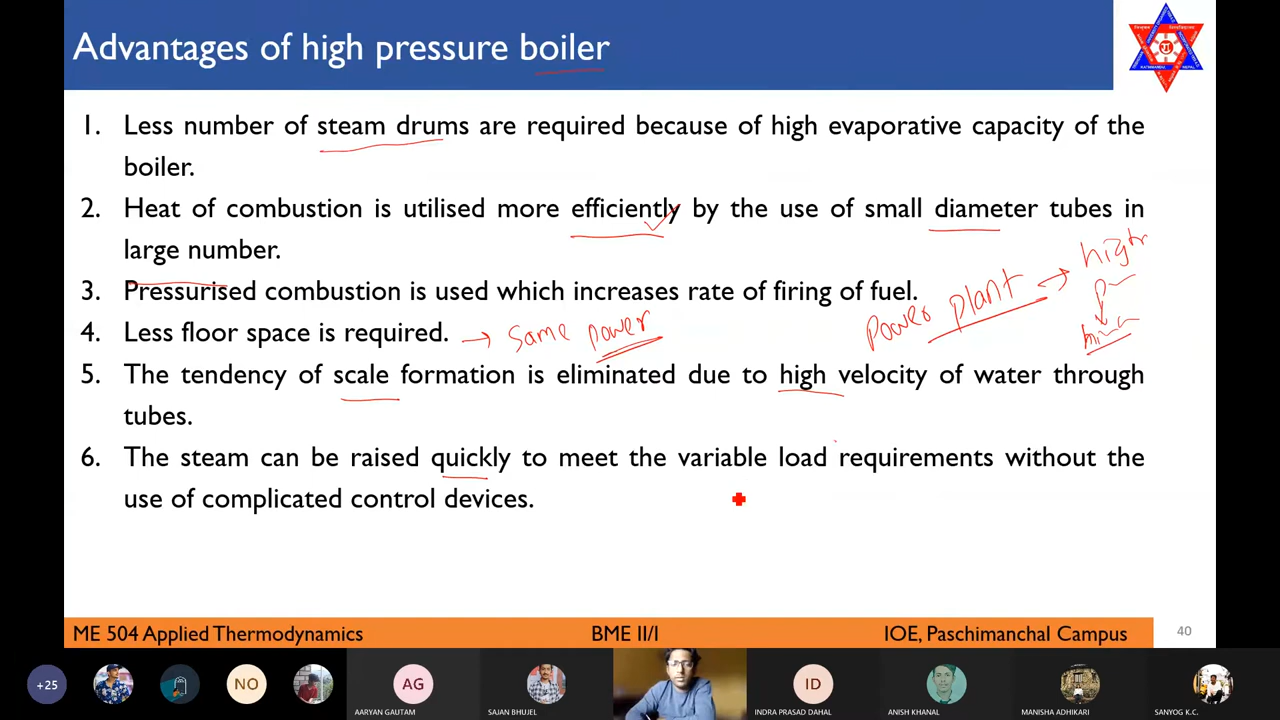 Advantages of high pressure boiler
1. Less number of steam drums are required because of high evaporative capacity of the
boiler.
2. Heat of combustion is utilised more efficiently by the use of small diameter tubes in
large number.
high
3. Pressurised combustion is used which increases rate of firing of fuel.
Power plant →
4. Less floor space is required. → Same power
5. The tendency of scale formation is eliminated due to high velocity of water through
tubes.
6. The steam can be raised quickly to meet the variable load requirements without the
use of complicated control devices.
ME 504 Applied Thermodynamics
BME II/I
IOE, Paschimanchal Campus
40
+25
NO
AG
ID
AARYAN GAUTAM
SAJAN BHUJEL
INDRA PRASAD DAHAL
ANISH KHANAL
MANISHA ADHIKARI
SANYOG K.C.